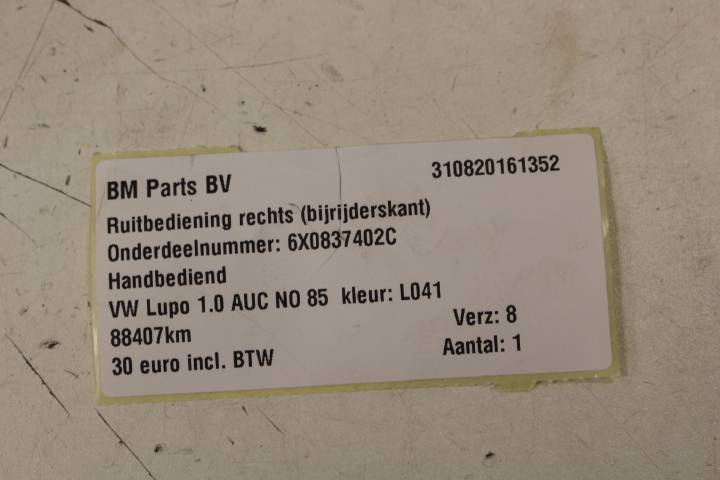 BM Parts BV 310820161352
Ruitbediening rechts (bijrijderskant)
Onderdeelnummer: 6X0837402C
Handbediend
VW Lupo 1.0 AUC NO 85 kleur: L041
88407km Verz: 8
30 euro incl. BTW Aantal: 1